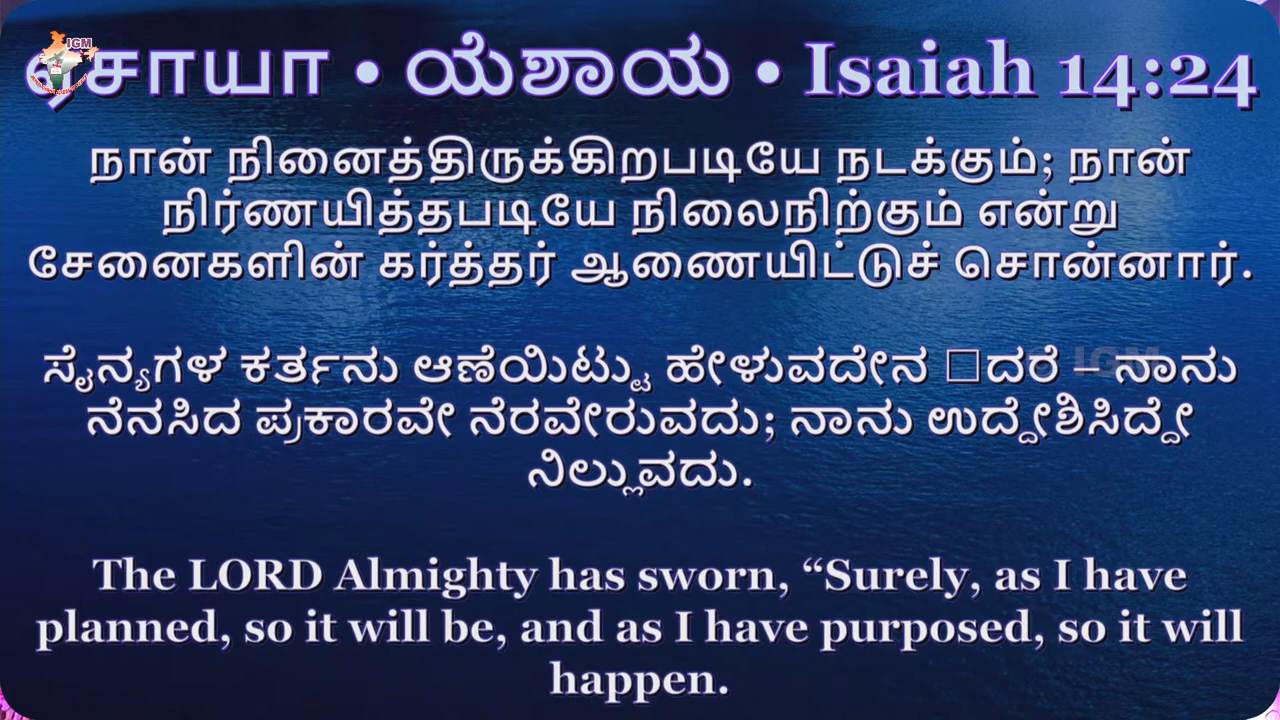 ஏசாயா • ಯೆಶಾಯ • Isaiah 14:24
IGM
நான் நினைத்திருக்கிறபடியே நடக்கும்; நான்
நிர்ணயித்தபடியே நிலைநிற்கும் என்று
சேனைகளின் கர்த்தர் ஆணையிட்டுச் சொன்னார்.
ಸೈನ್ಯಗಳ ಕರ್ತನು ಆಣೆಯಿಟ್ಟು ಹೇಳುವದೇನ □ದರೆ – ನಾನು
ನೆನಸಿದ ಪ್ರಕಾರವೇ ನೆರವೇರುವದು; ನಾನು ಉದ್ದೇಶಿಸಿದ್ದೇ
ನಿಲ್ಲುವದು.
The LORD Almighty has sworn, “Surely, as I have
planned, so it will be, and as I have purposed, so it will
happen.